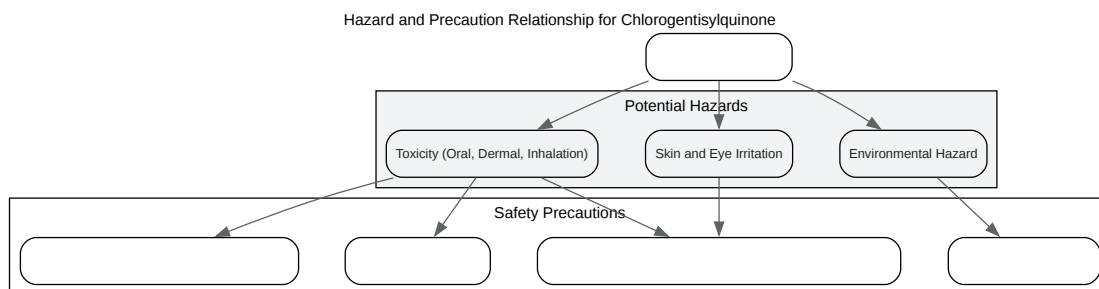 Hazard and Precaution Relationship for Chlorogentisylquinone
Potential Hazards
Toxicity (Oral, Dermal, Inhalation)
Skin and Eye Irritation
Environmental Hazard
Safety Precautions